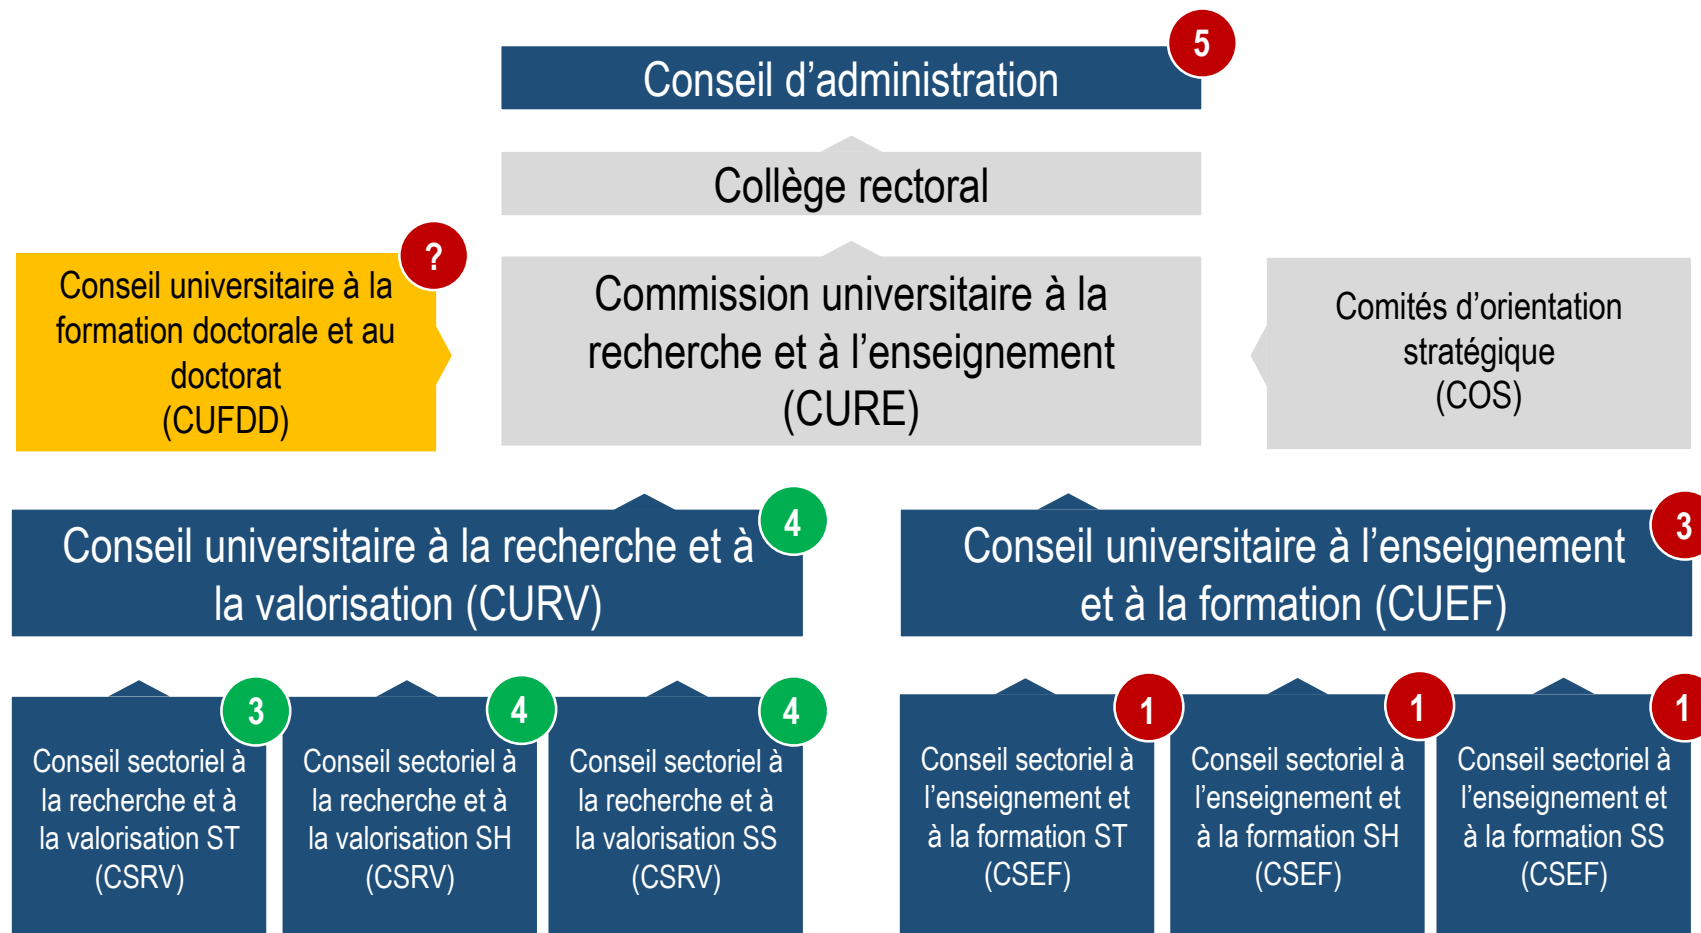 5
Conseil d’administration
Collège rectoral
?
Conseil universitaire à la
formation doctorale et au
doctorat
(CUFDD)
Commission universitaire à la
recherche et à l’enseignement
(CURE)
Comités d’orientation
stratégique
(COS)
4
Conseil universitaire à la recherche et à
la valorisation (CURV)
3
Conseil universitaire à l’enseignement
et à la formation (CUEF)
3
Conseil sectoriel à
la recherche et à
la valorisation ST
(CSRV)
4
Conseil sectoriel à
la recherche et à
la valorisation SH
(CSRV)
4
Conseil sectoriel à
la recherche et à
la valorisation SS
(CSRV)
1
Conseil sectoriel à
l’enseignement et
à la formation ST
(CSEF)
1
Conseil sectoriel à
l’enseignement et
à la formation SH
(CSEF)
1
Conseil sectoriel à
l’enseignement et
à la formation SS
(CSEF)